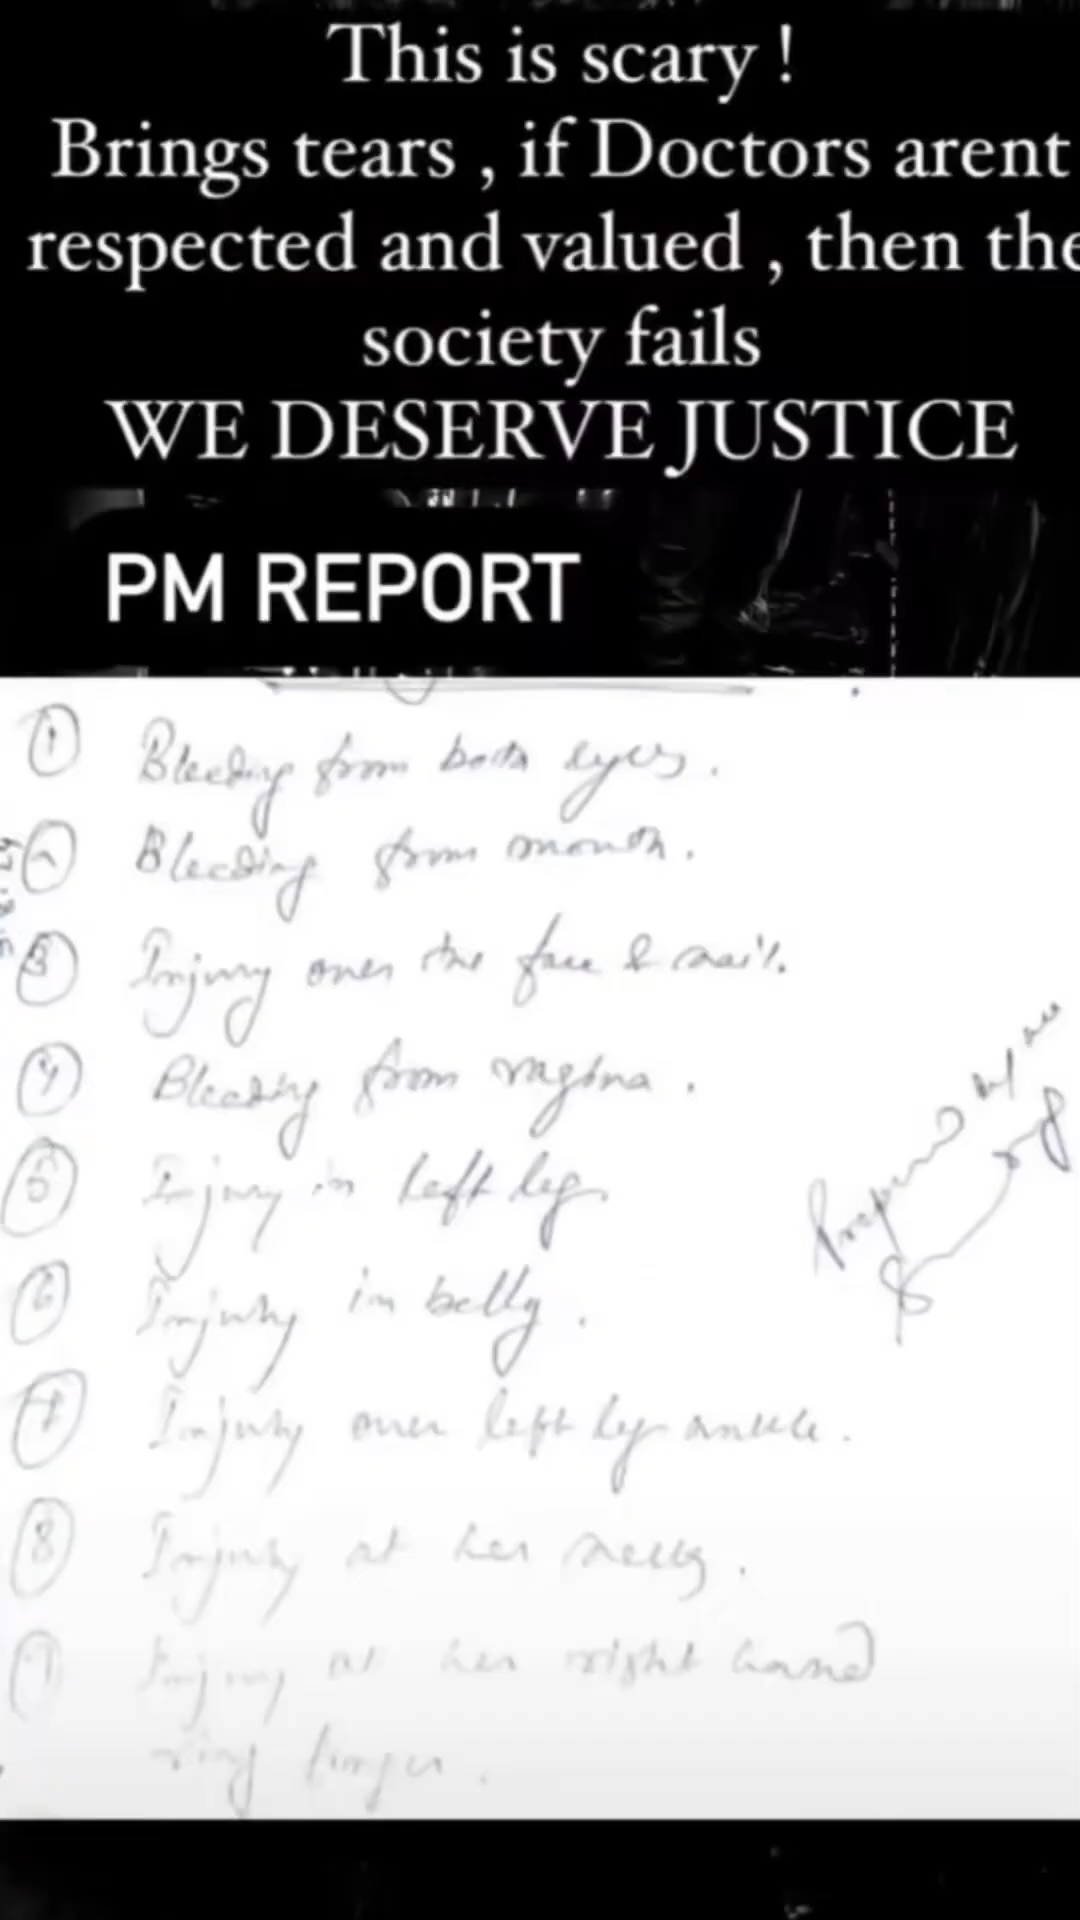 This is scary !
Brings tears , if Doctors arent
respected and valued , then the
society fails
WE DESERVE JUSTICE
PM REPORT
① Bleeding from both eyes.
② Bleeding from mouth.
③ Injury over the face & nail.
④ Bleeding from vagina.
⑤ Injury in left leg.
⑥ Injury in belly.
⑦ Injury over left leg ankle.
⑧ Injury at her neck.
⑨ Injury at her right hand
ring finger.